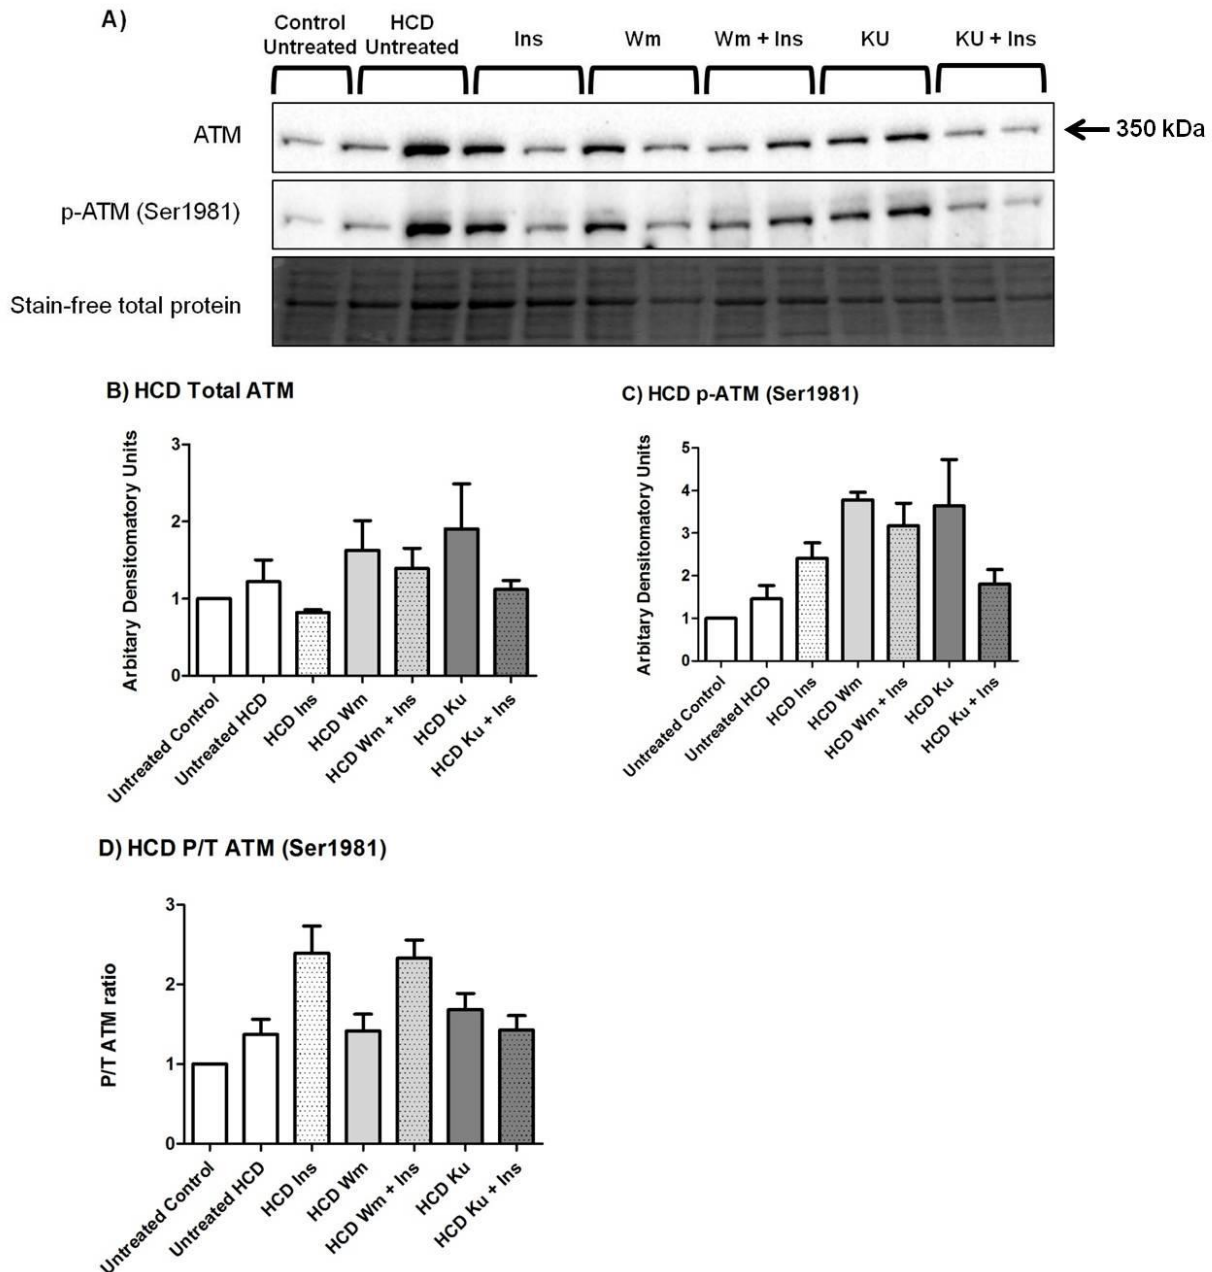 A)
Control
Untreated
HCD
Untreated
Ins
Wm
Wm + Ins
KU
KU + Ins
ATM
350 kDa
p-ATM (Ser1981)
Stain-free total protein
B) HCD Total ATM
Arbitary Densitomatory Units
3
2
1
0
Untreated Control
Untreated HCD
HCD Ins
HCD Wm
HCD Wm + Ins
HCD Ku
HCD Ku + Ins
C) HCD p-ATM (Ser1981)
Arbitary Densitomatory Units
5
4
3
2
1
0
Untreated Control
Untreated HCD
HCD Ins
HCD Wm
HCD Wm + Ins
HCD Ku
HCD Ku + Ins
D) HCD P/T ATM (Ser1981)
P/T ATM ratio
3
2
1
0
Untreated Control
Untreated HCD
HCD Ins
HCD Wm
HCD Wm + Ins
HCD Ku
HCD Ku + Ins